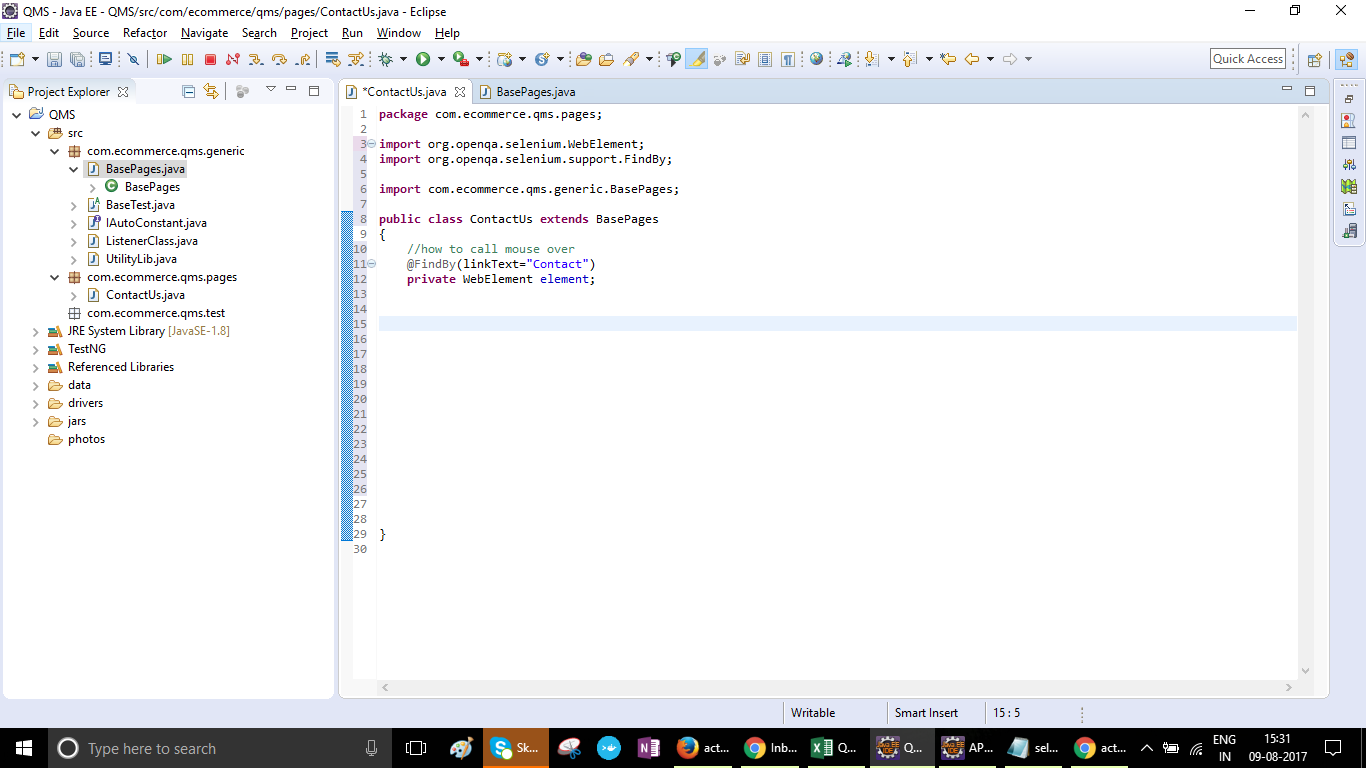 QMS - Java EE - QMS/src/com/ecommerce/qms/pages/ContactUs.java - Eclipse
File Edit Source Refactor Navigate Search Project Run Window Help
Quick Access
Project Explorer
*ContactUs.java
BasePages.java
QMS
src
com.ecommerce.qms.generic
BasePages.java
BasePages
BaseTest.java
IAutoConstant.java
ListenerClass.java
UtilityLib.java
com.ecommerce.qms.pages
ContactUs.java
com.ecommerce.qms.test
JRE System Library [JavaSE-1.8]
TestNG
Referenced Libraries
data
drivers
jars
photos
1 package com.ecommerce.qms.pages;
2
3 import org.openqa.selenium.WebElement;
4 import org.openqa.selenium.support.FindBy;
5
6 import com.ecommerce.qms.generic.BasePages;
7
8 public class ContactUs extends BasePages
9 {
10 //how to call mouse over
11 @FindBy(linkText="Contact")
12 private WebElement element;
13
14
15
16
17
18
19
20
21
22
23
24
25
26
27
28
29 }
30
Writable
Smart Insert
15 : 5
Type here to search
Sk...
act...
Inb...
Q...
Q...
AP...
sel...
act...
ENG
IN
15:31
09-08-2017